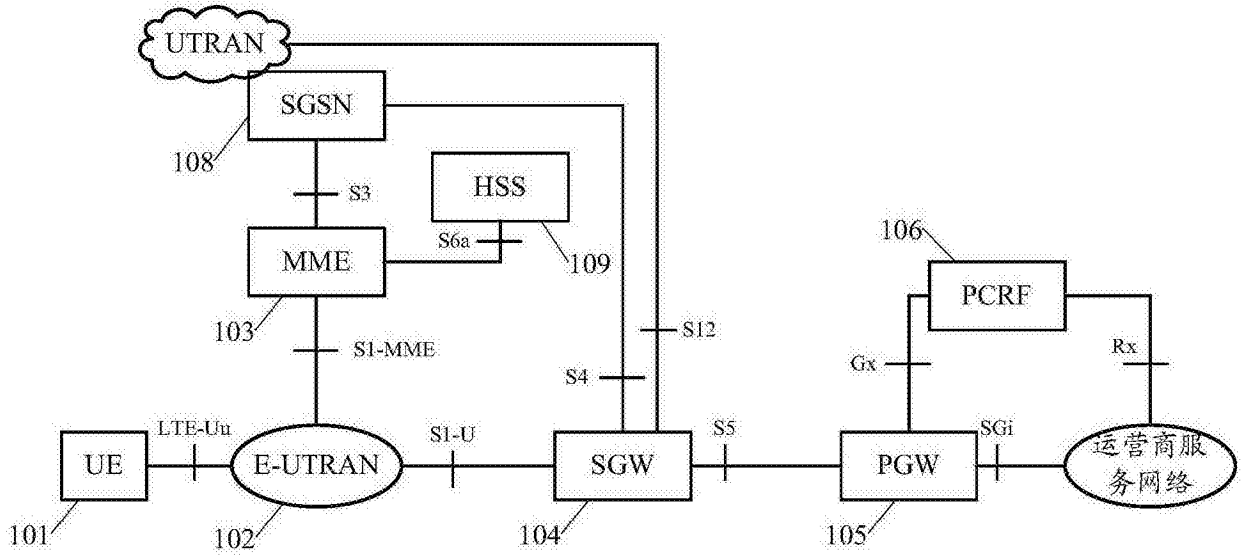 UTRAN
SGSN
108
S3
HSS
S6a
109
MME
103
S1-MME
106
PCRF
S12
S4
Gx
Rx
LTE-Uu
S1-U
S5
SGi
UE
E-UTRAN
SGW
PGW
运营商服
务网络
101
102
104
105